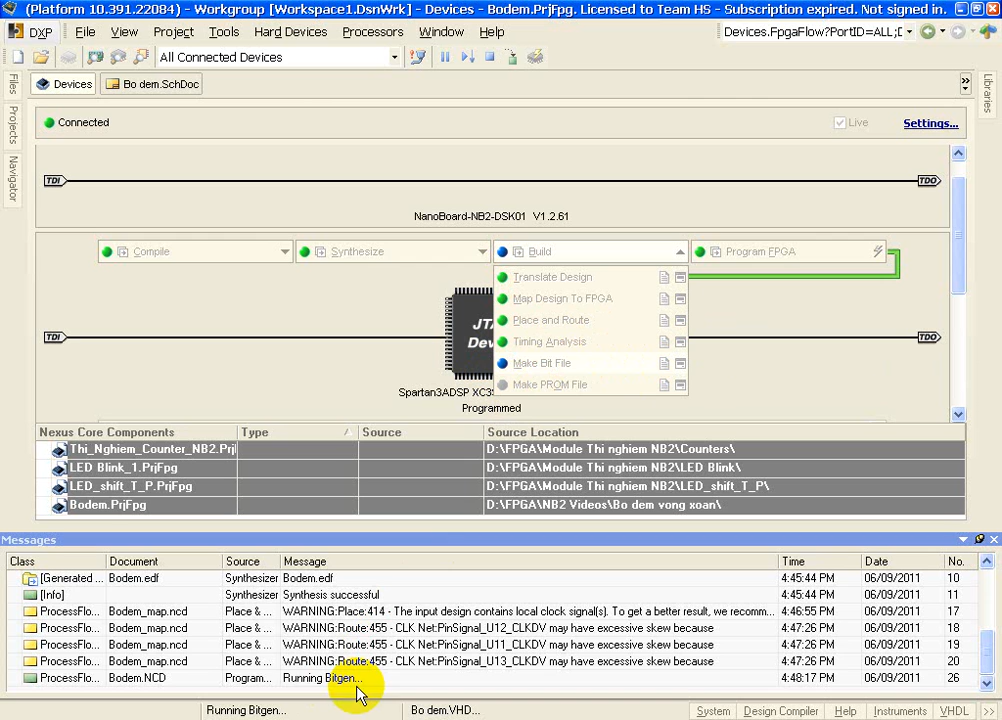 (Platform 10.391.22084) - Workgroup [Workspace1.DsnWrk] - Devices - Bodem.PrjFpg. Licensed to Team HS - Subscription expired. Not signed in.
DXP File View Project Tools Hard Devices Processors Window Help Devices.FpgaFlow?PortID=ALL;D
All Connected Devices
Devices Bo dem.SchDoc
Files
Projects
Navigator
Libraries
Connected Live Settings...
TDI TDO
NanoBoard-NB2-DSK01 V1.2.61
Compile Synthesize Build Program FPGA
Translate Design
Map Design To FPGA
Place and Route
Timing Analysis
Make Bit File
Make PROM File
TDI TDO
Spartan3ADSP
Programmed
Nexus Core Components Type Source Source Location
Thi_Nghiem_Counter_NB2.Prj D:\FPGA\Module Thi nghiem NB2\Counters\
LED Blink_1.PrjFpg D:\FPGA\Module Thi nghiem NB2\LED Blink\
LED_shift_T_P.PrjFpg D:\FPGA\Module Thi nghiem NB2\LED_shift_T_P\
Bodem.PrjFpg D:\FPGA\NB2 Videos\Bo dem vong xoan\
Messages
Class Document Source Message Time Date No.
[Generated ... Bodem.edf Synthesizer Bodem.edf 4:45:44 PM 06/09/2011 10
[Info] Synthesizer Synthesis successful 4:45:44 PM 06/09/2011 11
ProcessFlo... Bodem_map.ncd Place & ... WARNING:Place:414 - The input design contains local clock signal(s). To get a better result, we recomm... 4:46:55 PM 06/09/2011 17
ProcessFlo... Bodem_map.ncd Place & ... WARNING:Route:455 - CLK Net:PinSignal_U12_CLKDV may have excessive skew because 4:47:26 PM 06/09/2011 18
ProcessFlo... Bodem_map.ncd Place & ... WARNING:Route:455 - CLK Net:PinSignal_U11_CLKDV may have excessive skew because 4:47:26 PM 06/09/2011 19
ProcessFlo... Bodem_map.ncd Place & ... WARNING:Route:455 - CLK Net:PinSignal_U13_CLKDV may have excessive skew because 4:47:26 PM 06/09/2011 20
ProcessFlo... Bodem.NCD Program... Running Bitgen... 4:48:17 PM 06/09/2011 26
Running Bitgen... Bo dem.VHD... System Design Compiler Help Instruments VHDL >>